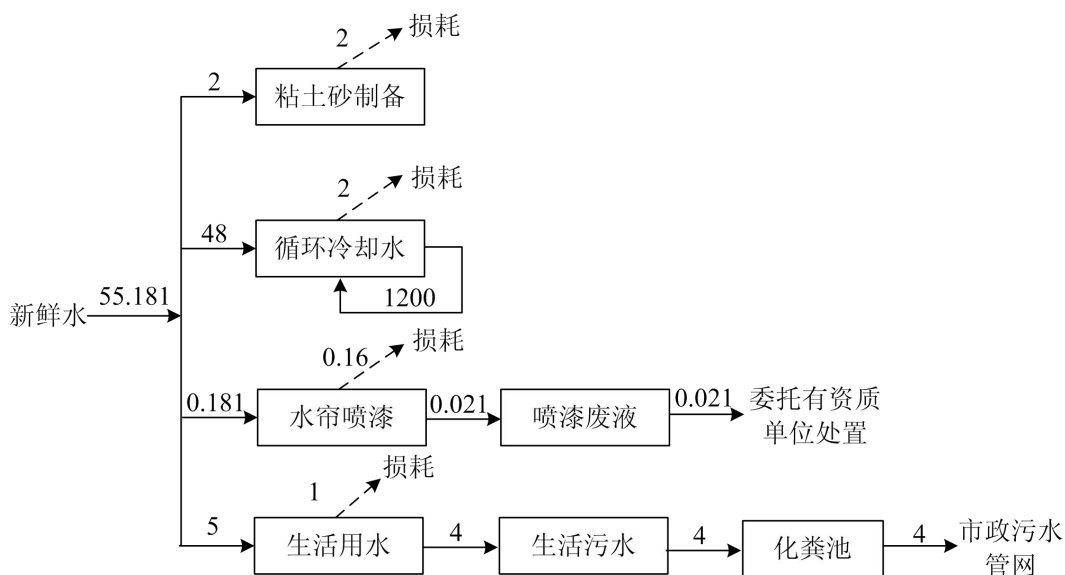 2
损耗
2
粘土砂制备
2
损耗
48
循环冷却水
1200
新鲜水
55.181
0.16
损耗
0.181
水帘喷漆
0.021
喷漆废液
0.021
委托有资质
单位处置
1
损耗
5
生活用水
4
生活污水
4
化粪池
4
市政污水
管网